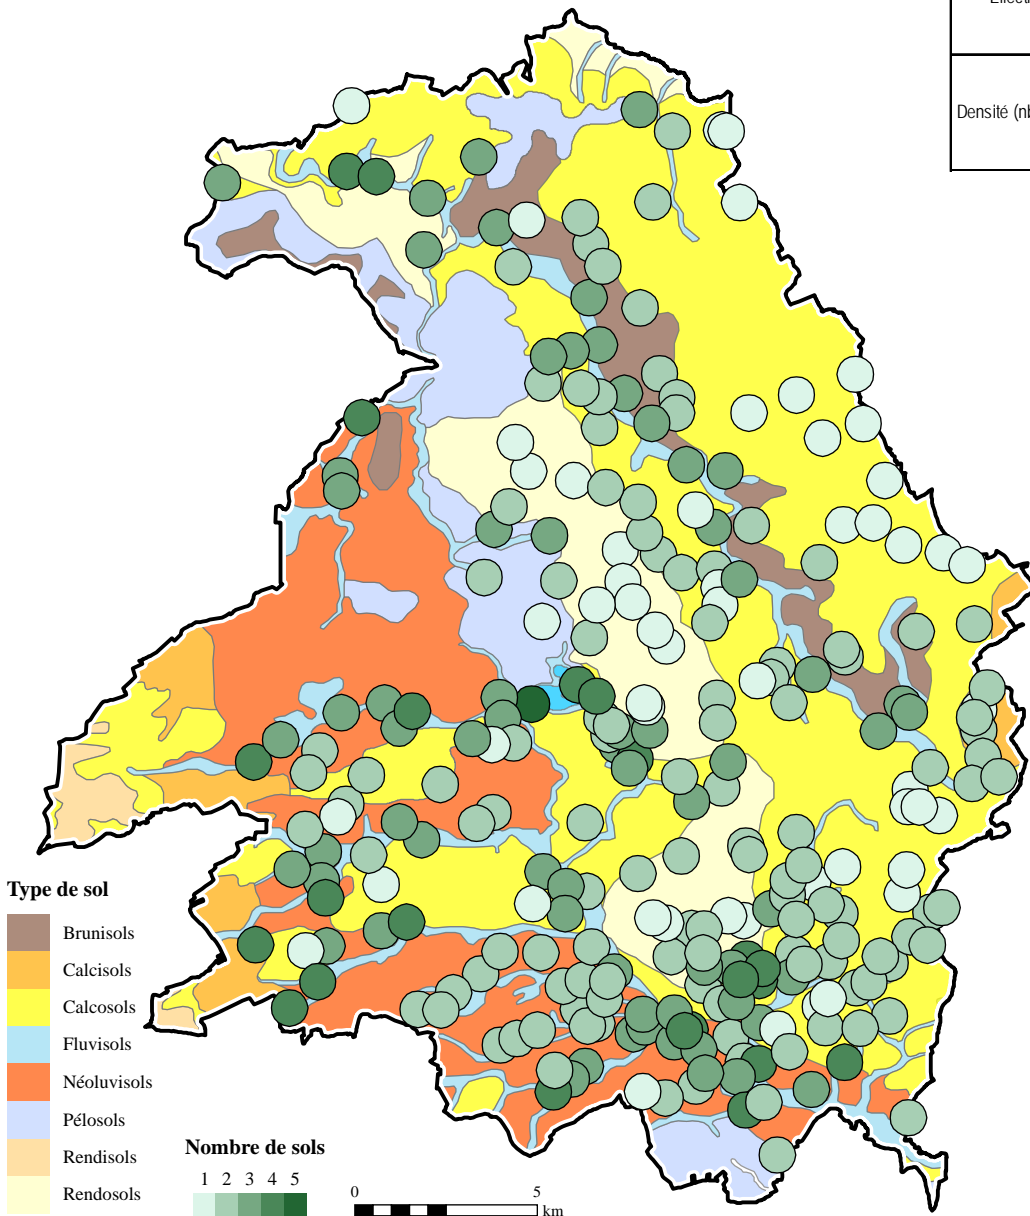 Densité (nb
Type de sol
Brunisols
Calcisols
Calcosols
Fluvisols
Néoluvisols
Pélosols
Rendisols
Rendosols
Nombre de sols
1 2 3 4 5
0 5
km